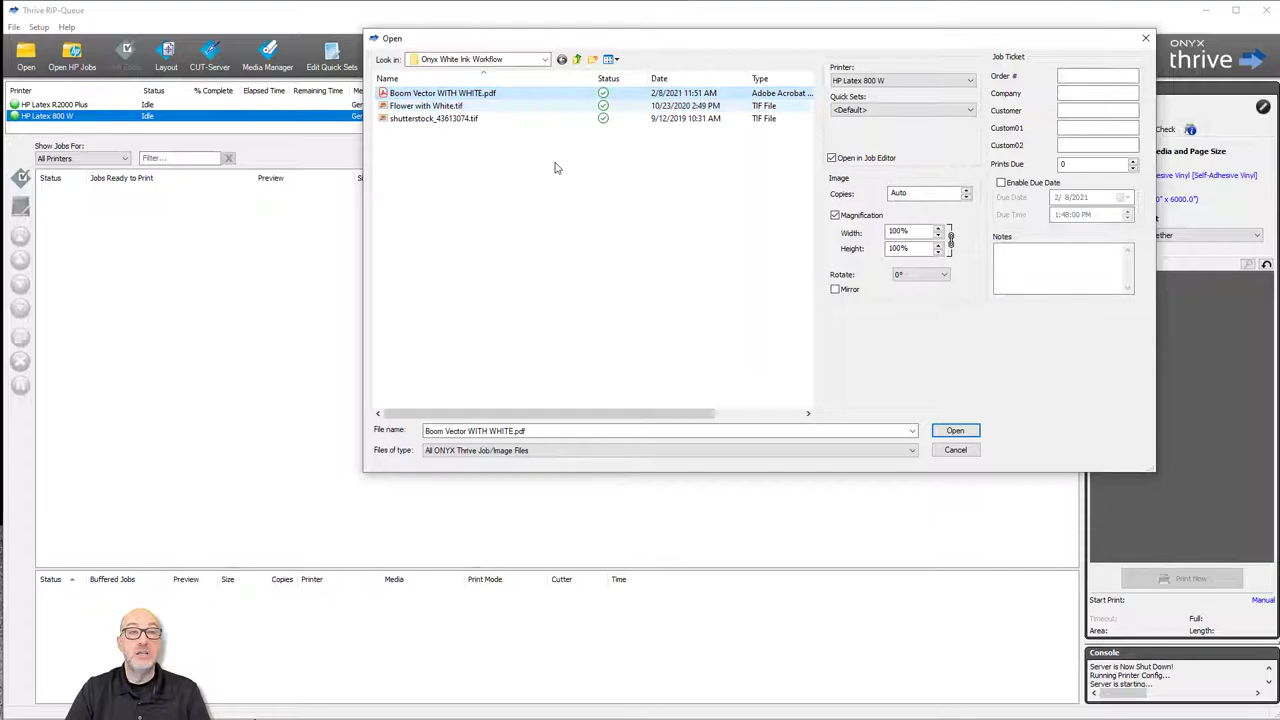 Thrive RIP-Queue
File Setup Help
Open
Open HP Jobs
Layout
CUT-Server
Media Manager
Edit Quick Sets
ONYX
thrive
Printer Status % Complete Elapsed Time Remaining Time
HP Latex R2000 Plus Idle
HP Latex 800 W Idle
Show Jobs For:
All Printers
Filter...
Status Jobs Ready to Print Preview
Open
Look in: Onyx White Ink Workflow
Name Status Date Type
Boom Vector WITH WHITE.pdf 2/8/2021 11:51 AM Adobe Acrobat ...
Flower with White.tif 10/23/2020 2:49 PM TIF File
shutterstock_43613074.tif 9/12/2019 10:31 AM TIF File
File name: Boom Vector WITH WHITE.pdf
Files of type: All ONYX Thrive Job/Image Files
Open
Cancel
Printer:
HP Latex 800 W
Quick Sets:
<Default>
Open in Job Editor
Image
Copies: Auto
Magnification
Width: 100%
Height: 100%
Rotate: 0°
Mirror
Job Ticket
Order #
Company
Customer
Custom01
Custom02
Prints Due 0
Enable Due Date
Due Date 2/ 8/2021
Due Time 1:48:00 PM
Notes
Check
edia and Page Size
esive Vinyl [Self-Adhesive Vinyl]
0" x 6000.0")
ether
Print Now
Start Print: Manual
Timeout: Full:
Area: Length:
Console
Server is Now Shut Down!
Running Printer Config...
Server is starting...
Status Buffered Jobs Preview Size Copies Printer Media Print Mode Cutter Time